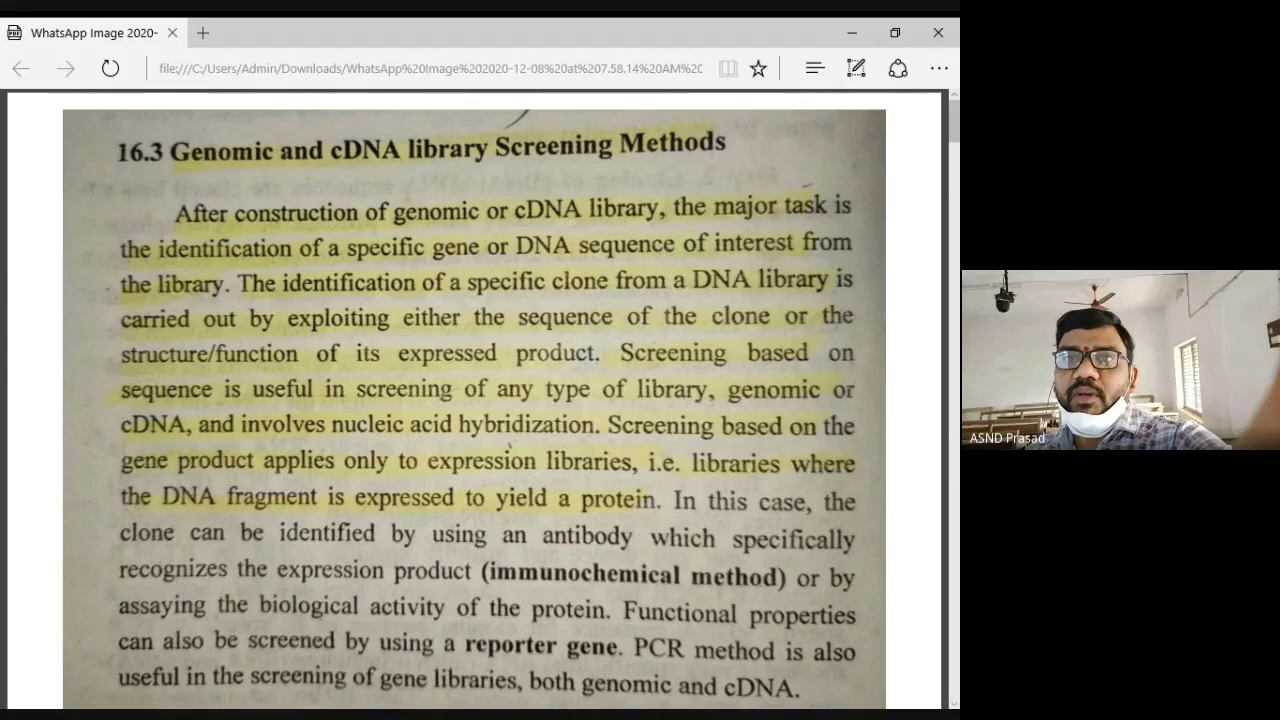 WhatsApp Image 2020-
file:///C:/Users/Admin/Downloads/WhatsApp%20Image%202020-12-08%20at%207.58.14%20AM%2C
16.3 Genomic and cDNA library Screening Methods
After construction of genomic or cDNA library, the major task is
the identification of a specific gene or DNA sequence of interest from
the library. The identification of a specific clone from a DNA library is
carried out by exploiting either the sequence of the clone or the
structure/function of its expressed product. Screening based on
sequence is useful in screening of any type of library, genomic or
cDNA, and involves nucleic acid hybridization. Screening based on the
gene product applies only to expression libraries, i.e. libraries where
the DNA fragment is expressed to yield a protein. In this case, the
clone can be identified by using an antibody which specifically
recognizes the expression product (immunochemical method) or by
assaying the biological activity of the protein. Functional properties
can also be screened by using a reporter gene. PCR method is also
useful in the screening of gene libraries, both genomic and cDNA.
ASND Prasad